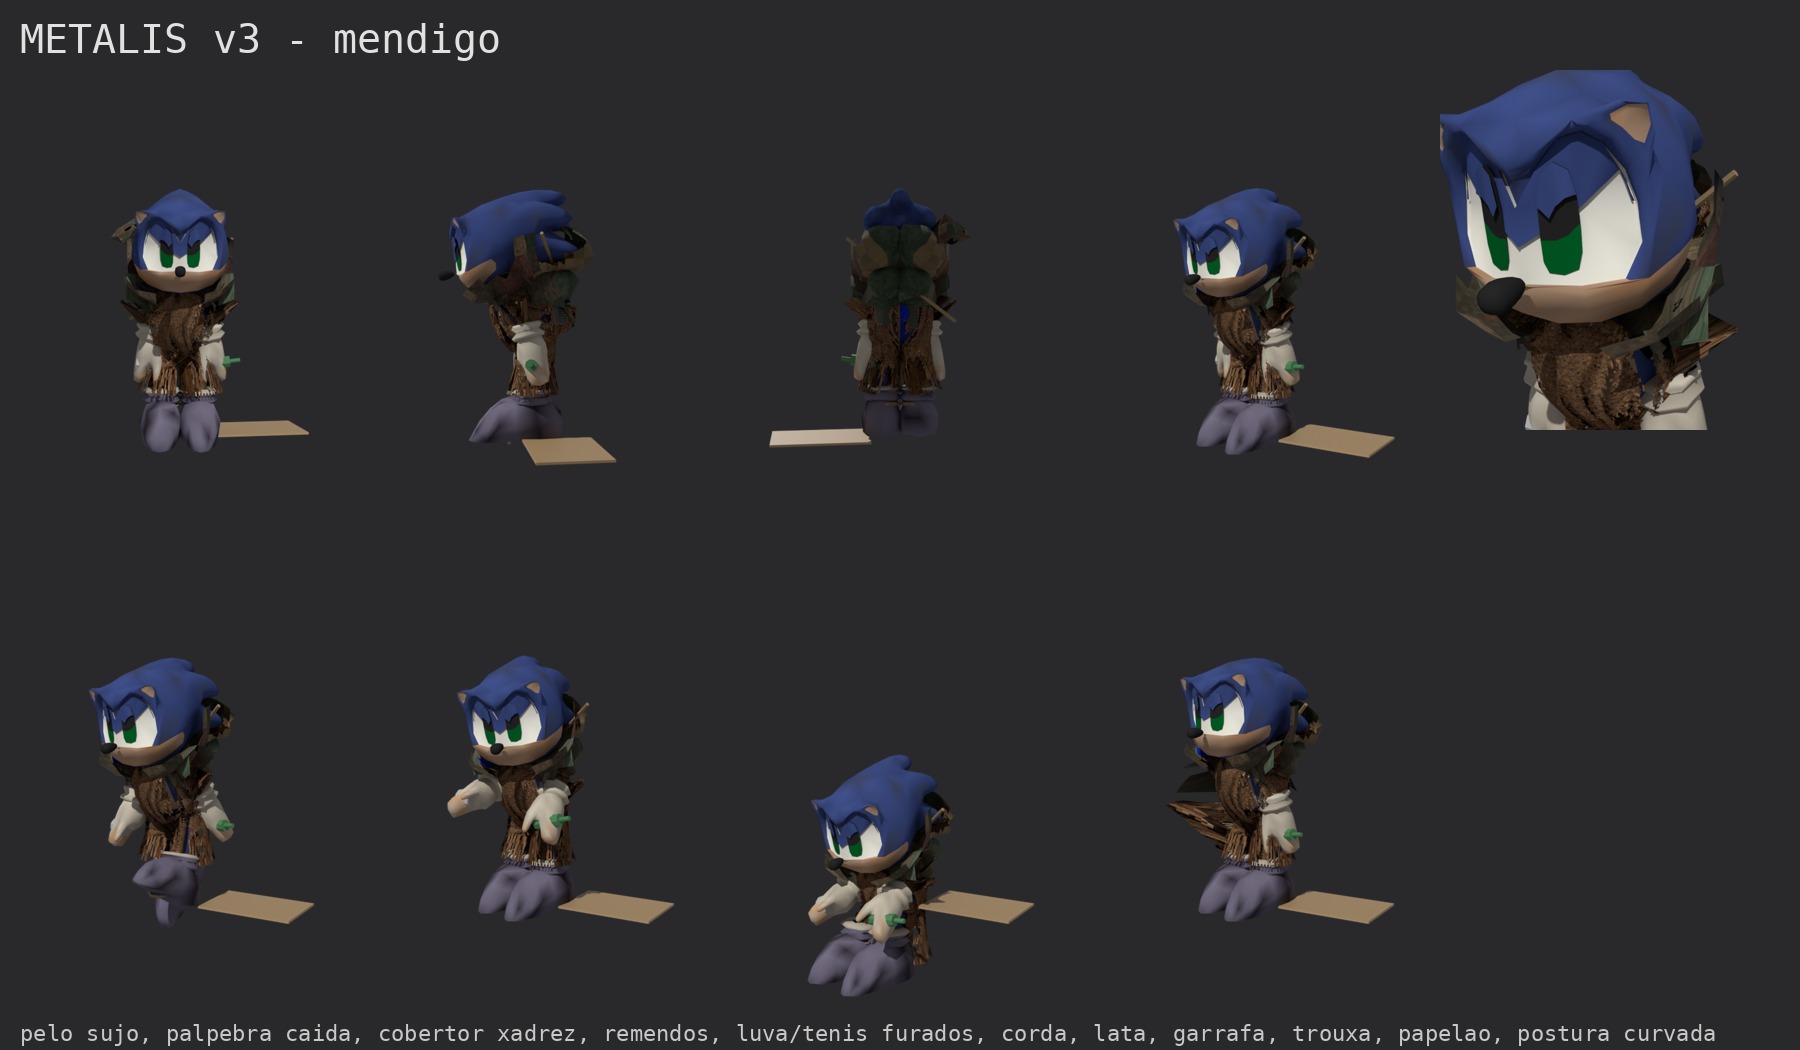 METALIS v3 - mendigo
pelo sujo, palpebra caida, cobertor xadrez, remendos, luva/tenis furados, corda, lata, garrafa, trouxa, papelao, postura curvada